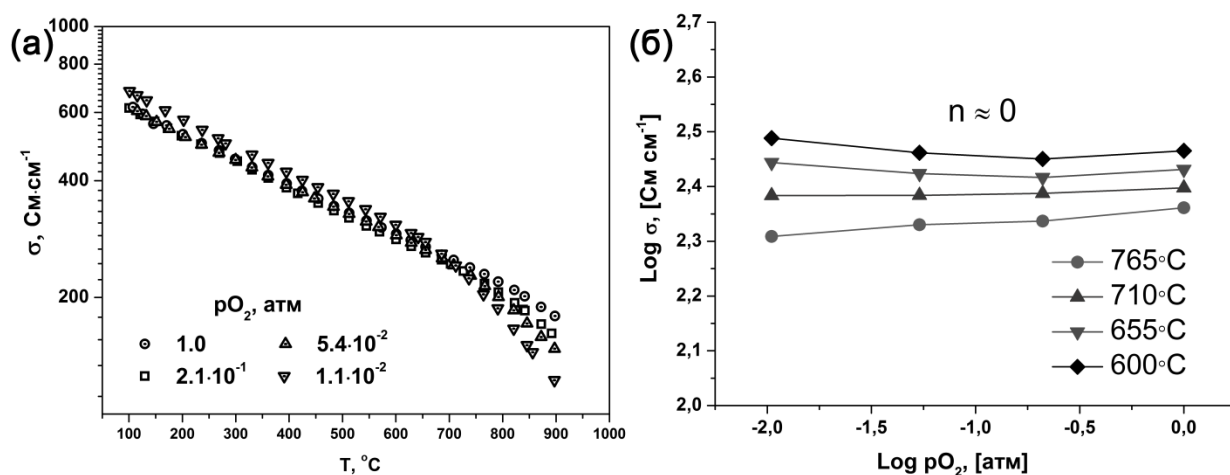 (а)
1000
800
600
400
200
σ, См·см⁻¹
pO₂, атм
1.0
5.4·10⁻²
2.1·10⁻¹
1.1·10⁻²
100 200 300 400 500 600 700 800 900 1000
T, °C
(б)
2,7
2,6
2,5
2,4
2,3
2,2
2,1
2,0
Log σ, [См см⁻¹]
n ≈ 0
765°C
710°C
655°C
600°C
-2,0 -1,5 -1,0 -0,5 0,0
Log pO₂, [атм]